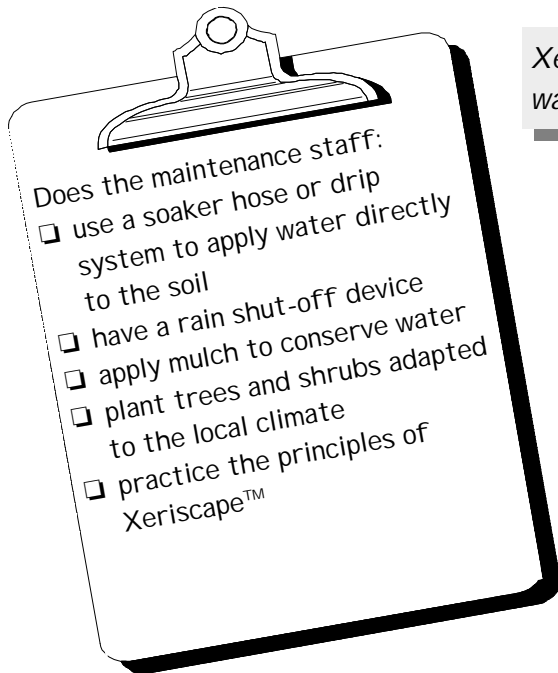 Does the maintenance staff:
❑ use a soaker hose or drip
system to apply water directly
to the soil
❑ have a rain shut-off device
❑ apply mulch to conserve water
❑ plant trees and shrubs adapted
to the local climate
❑ practice the principles of
Xeriscape™